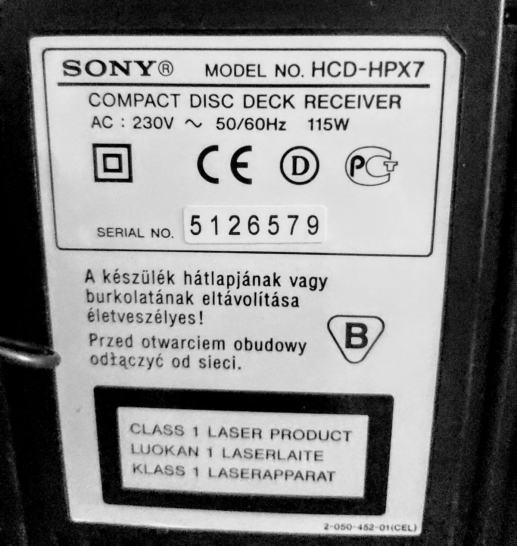 SONY® MODEL NO. HCD-HPX7
COMPACT DISC DECK RECEIVER
AC : 230V ~ 50/60Hz 115W
CE D PCT
SERIAL NO. 5126579
A készülék hátlapjának vagy
burkolatának eltávolítása
életveszélyes!
Przed otwarciem obudowy
odłączyć od sieci.
B
CLASS 1 LASER PRODUCT
LUOKAN 1 LASERLAITE
KLASS 1 LASERAPPARAT
2-050-452-01(CEL)